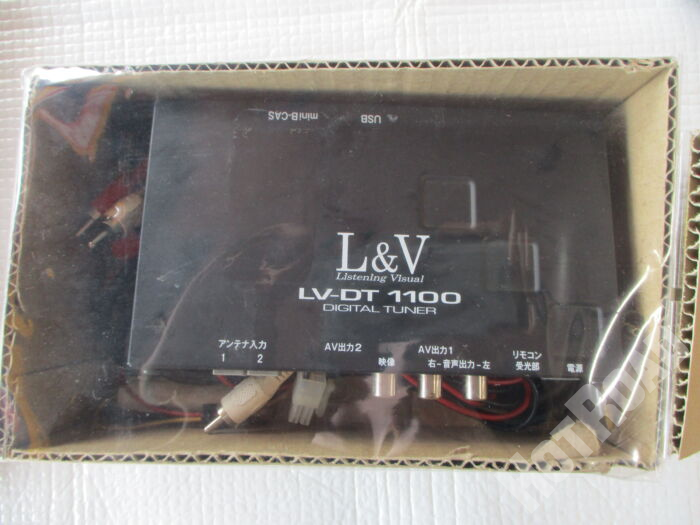 miniB-CAS USB
L&V
Listening Visual
LV-DT 1100
DIGITAL TUNER
アンテナ入力
1 2
AV出力2
映像
AV出力1
右-音声出力-左
リモコン
受光部
電源
HOTROAD